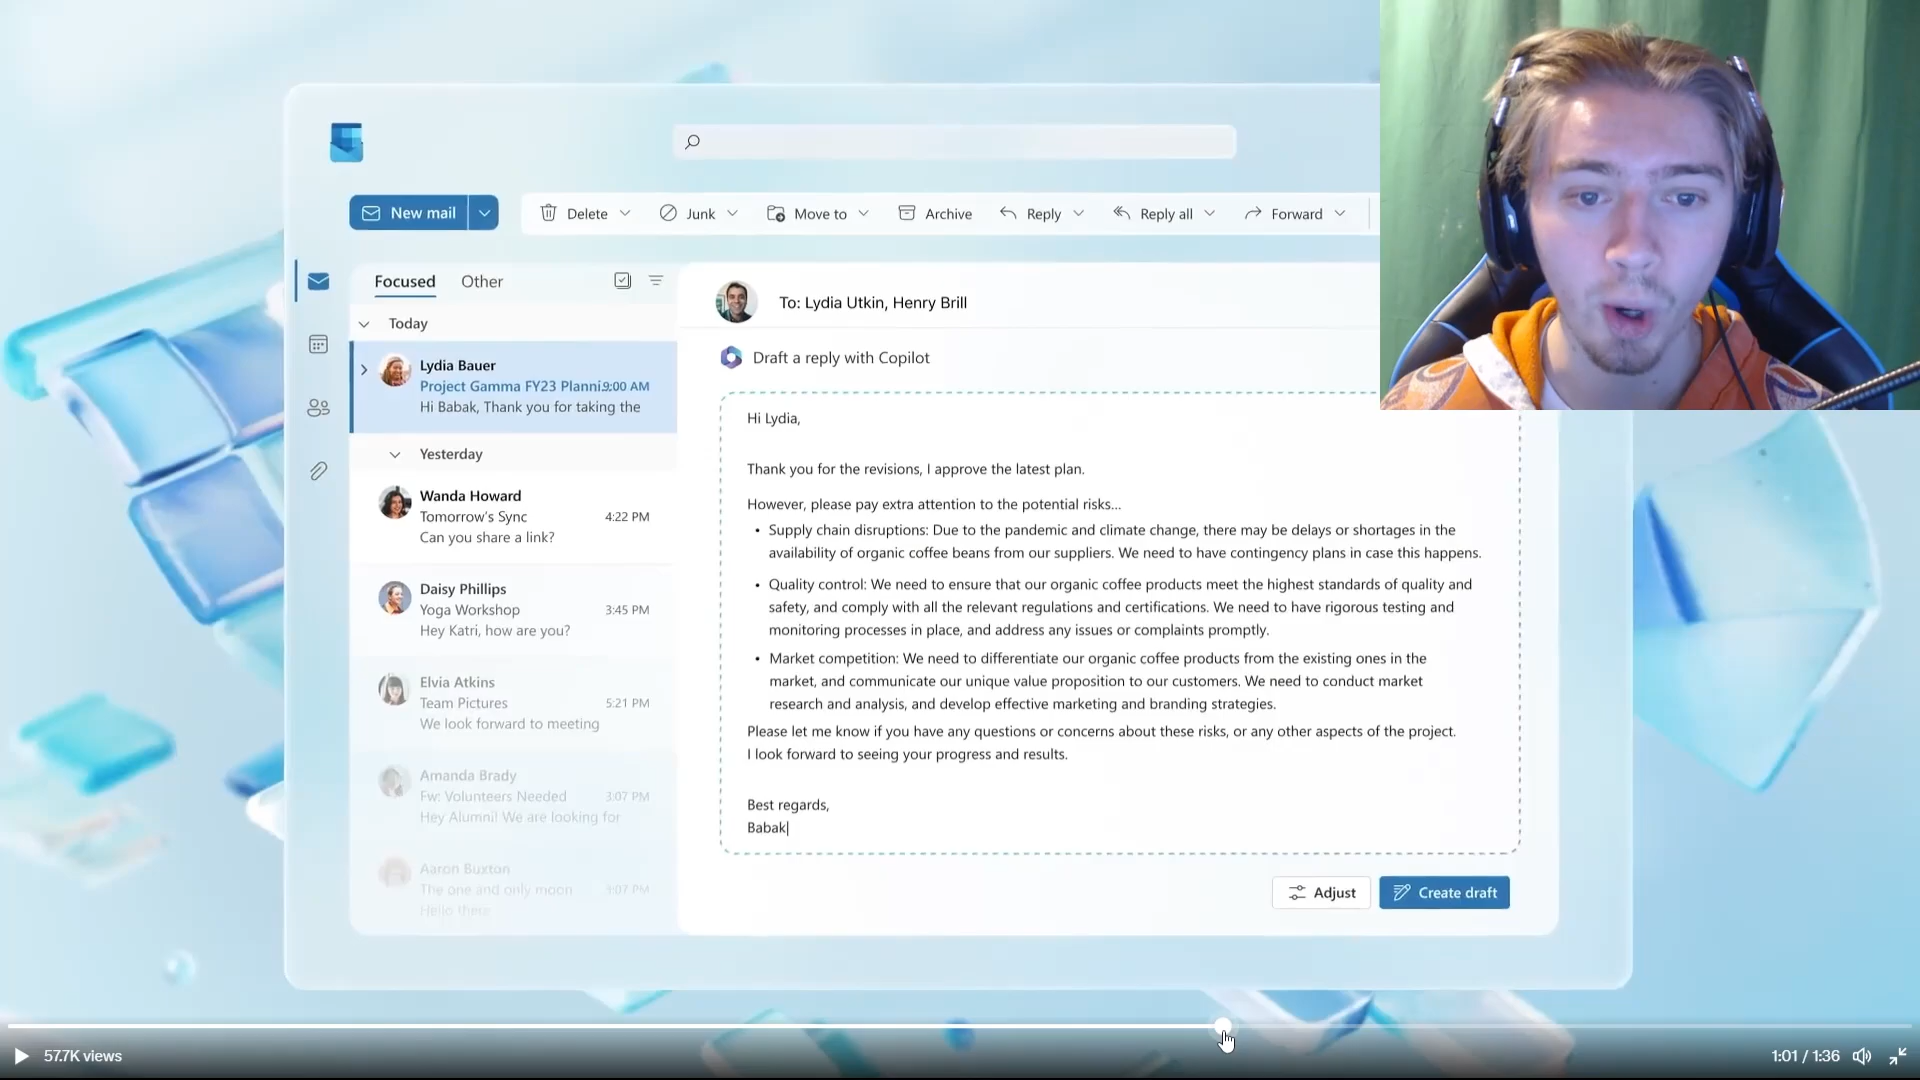 New mail
Delete
Junk
Move to
Archive
Reply
Reply all
Forward
Focused
Other
Today
Lydia Bauer
Project Gamma FY23 Planni 9:00 AM
Hi Babak, Thank you for taking the
Yesterday
Wanda Howard
Tomorrow's Sync 4:22 PM
Can you share a link?
Daisy Phillips
Yoga Workshop 3:45 PM
Hey Katri, how are you?
Elvia Atkins
Team Pictures 5:21 PM
We look forward to meeting
Amanda Brady
Fw: Volunteers Needed 3:07 PM
Hey Alumni! We are looking for
Aaron Buxton
The one and only moon 3:07 PM
Hello there
To: Lydia Utkin, Henry Brill
Draft a reply with Copilot
Hi Lydia,
Thank you for the revisions, I approve the latest plan.
However, please pay extra attention to the potential risks...
• Supply chain disruptions: Due to the pandemic and climate change, there may be delays or shortages in the
availability of organic coffee beans from our suppliers. We need to have contingency plans in case this happens.
• Quality control: We need to ensure that our organic coffee products meet the highest standards of quality and
safety, and comply with all the relevant regulations and certifications. We need to have rigorous testing and
monitoring processes in place, and address any issues or complaints promptly.
• Market competition: We need to differentiate our organic coffee products from the existing ones in the
market, and communicate our unique value proposition to our customers. We need to conduct market
research and analysis, and develop effective marketing and branding strategies.
Please let me know if you have any questions or concerns about these risks, or any other aspects of the project.
I look forward to seeing your progress and results.
Best regards,
Babak
Adjust
Create draft
57.7K views
1:01 / 1:36